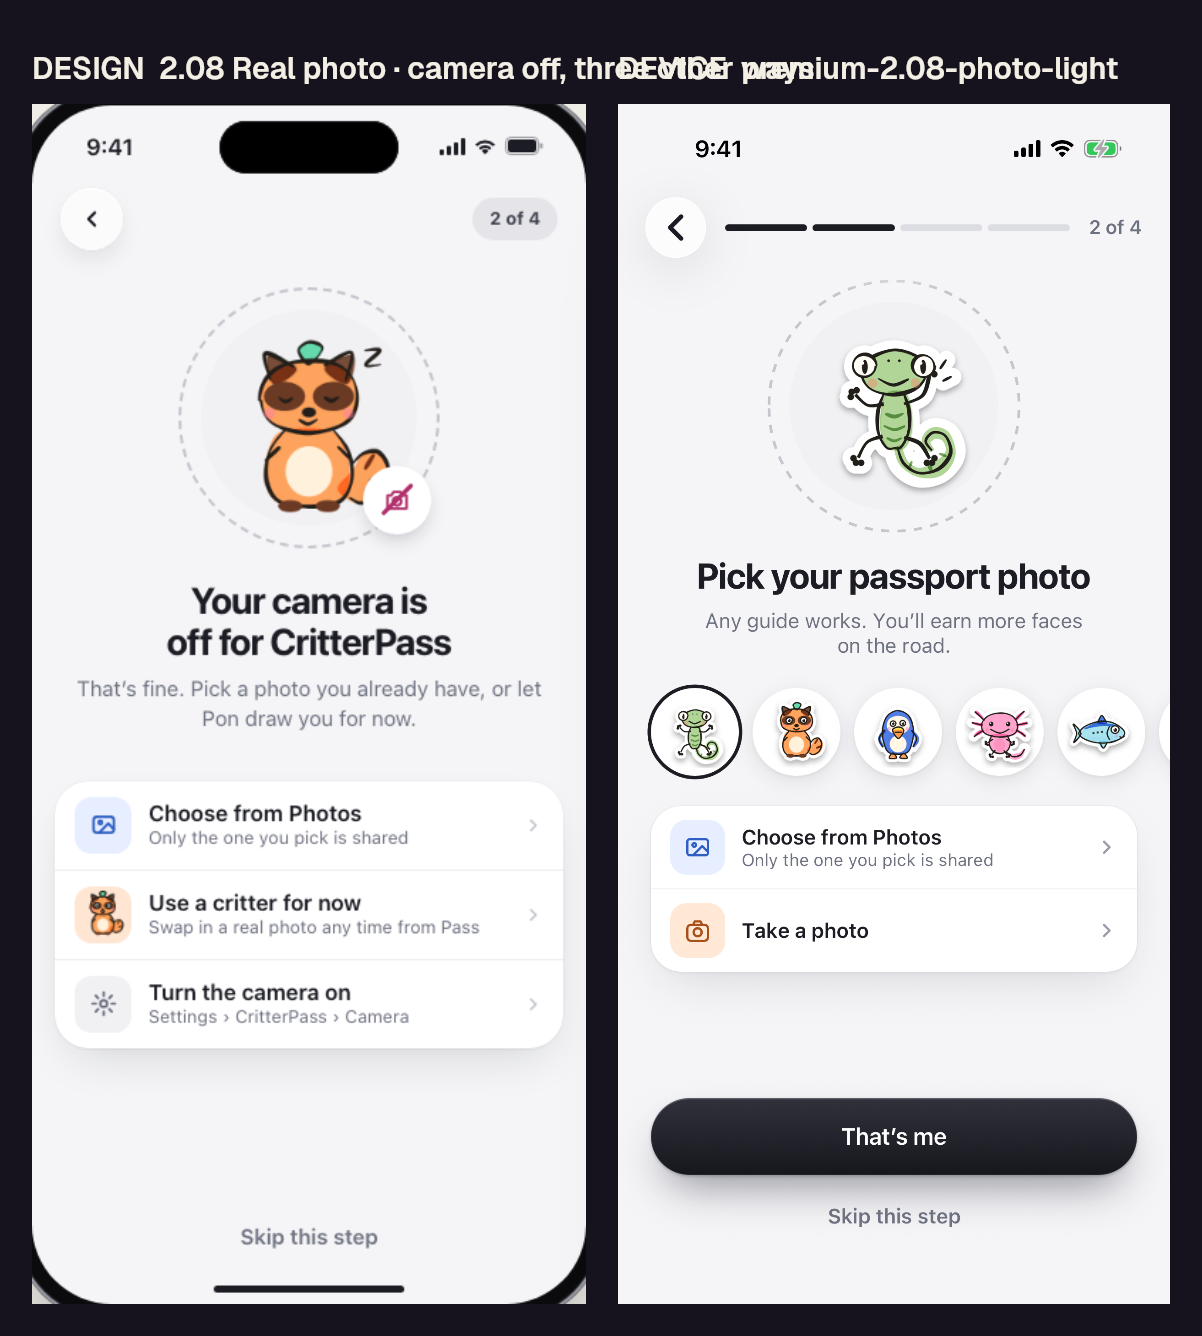 DESIGN 2.08 Real photo · camera off, three other ways
DEVICE premium-2.08-photo-light
9:41
2 of 4
z
Your camera is
off for CritterPass
That’s fine. Pick a photo you already have, or let
Pon draw you for now.
Choose from Photos
Only the one you pick is shared
Use a critter for now
Swap in a real photo any time from Pass
Turn the camera on
Settings › CritterPass › Camera
Skip this step
9:41
2 of 4
Pick your passport photo
Any guide works. You’ll earn more faces
on the road.
Choose from Photos
Only the one you pick is shared
Take a photo
That’s me
Skip this step